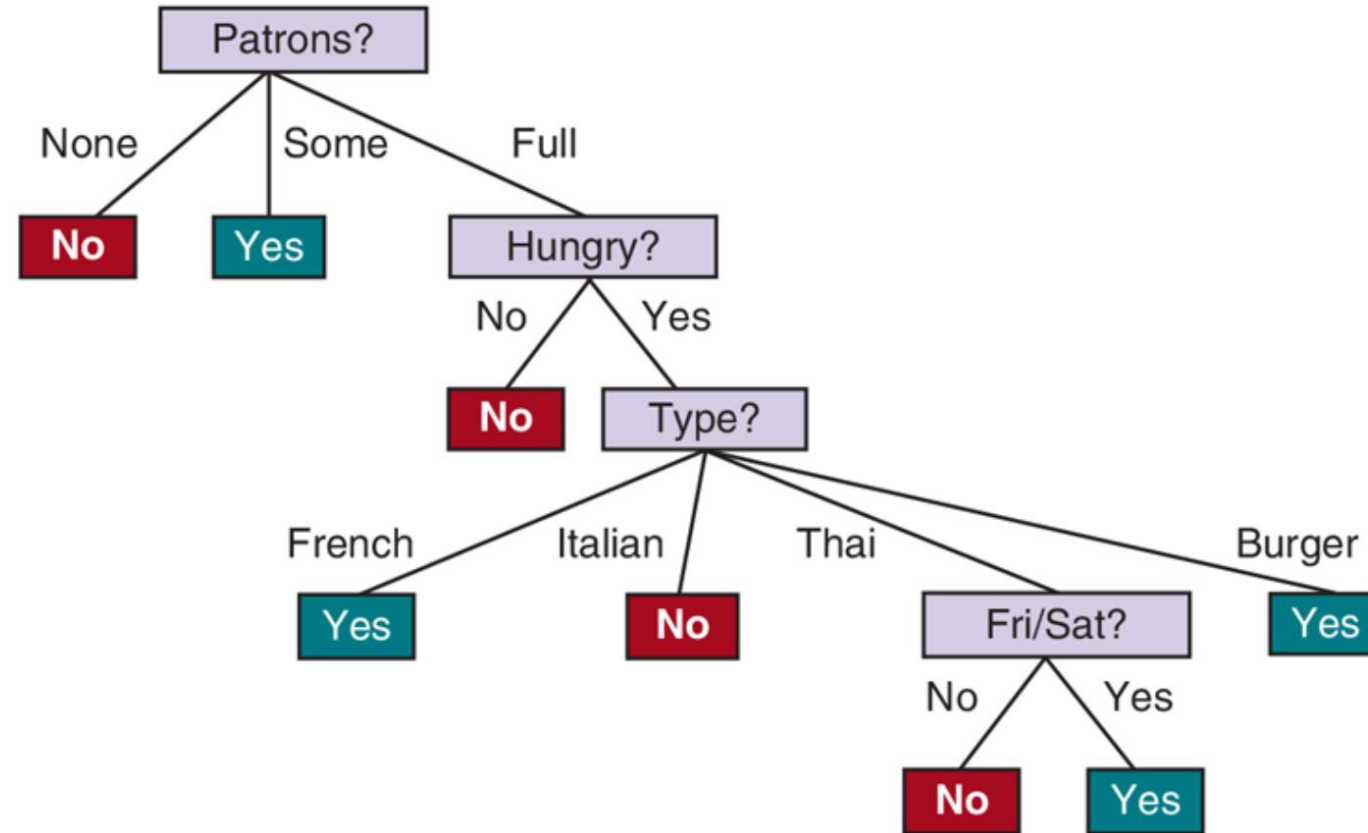 Patrons?
None Some Full
No Yes Hungry?
No Yes
No Type?
French Italian Thai Burger
Yes No Fri/Sat? Yes
No Yes
No Yes